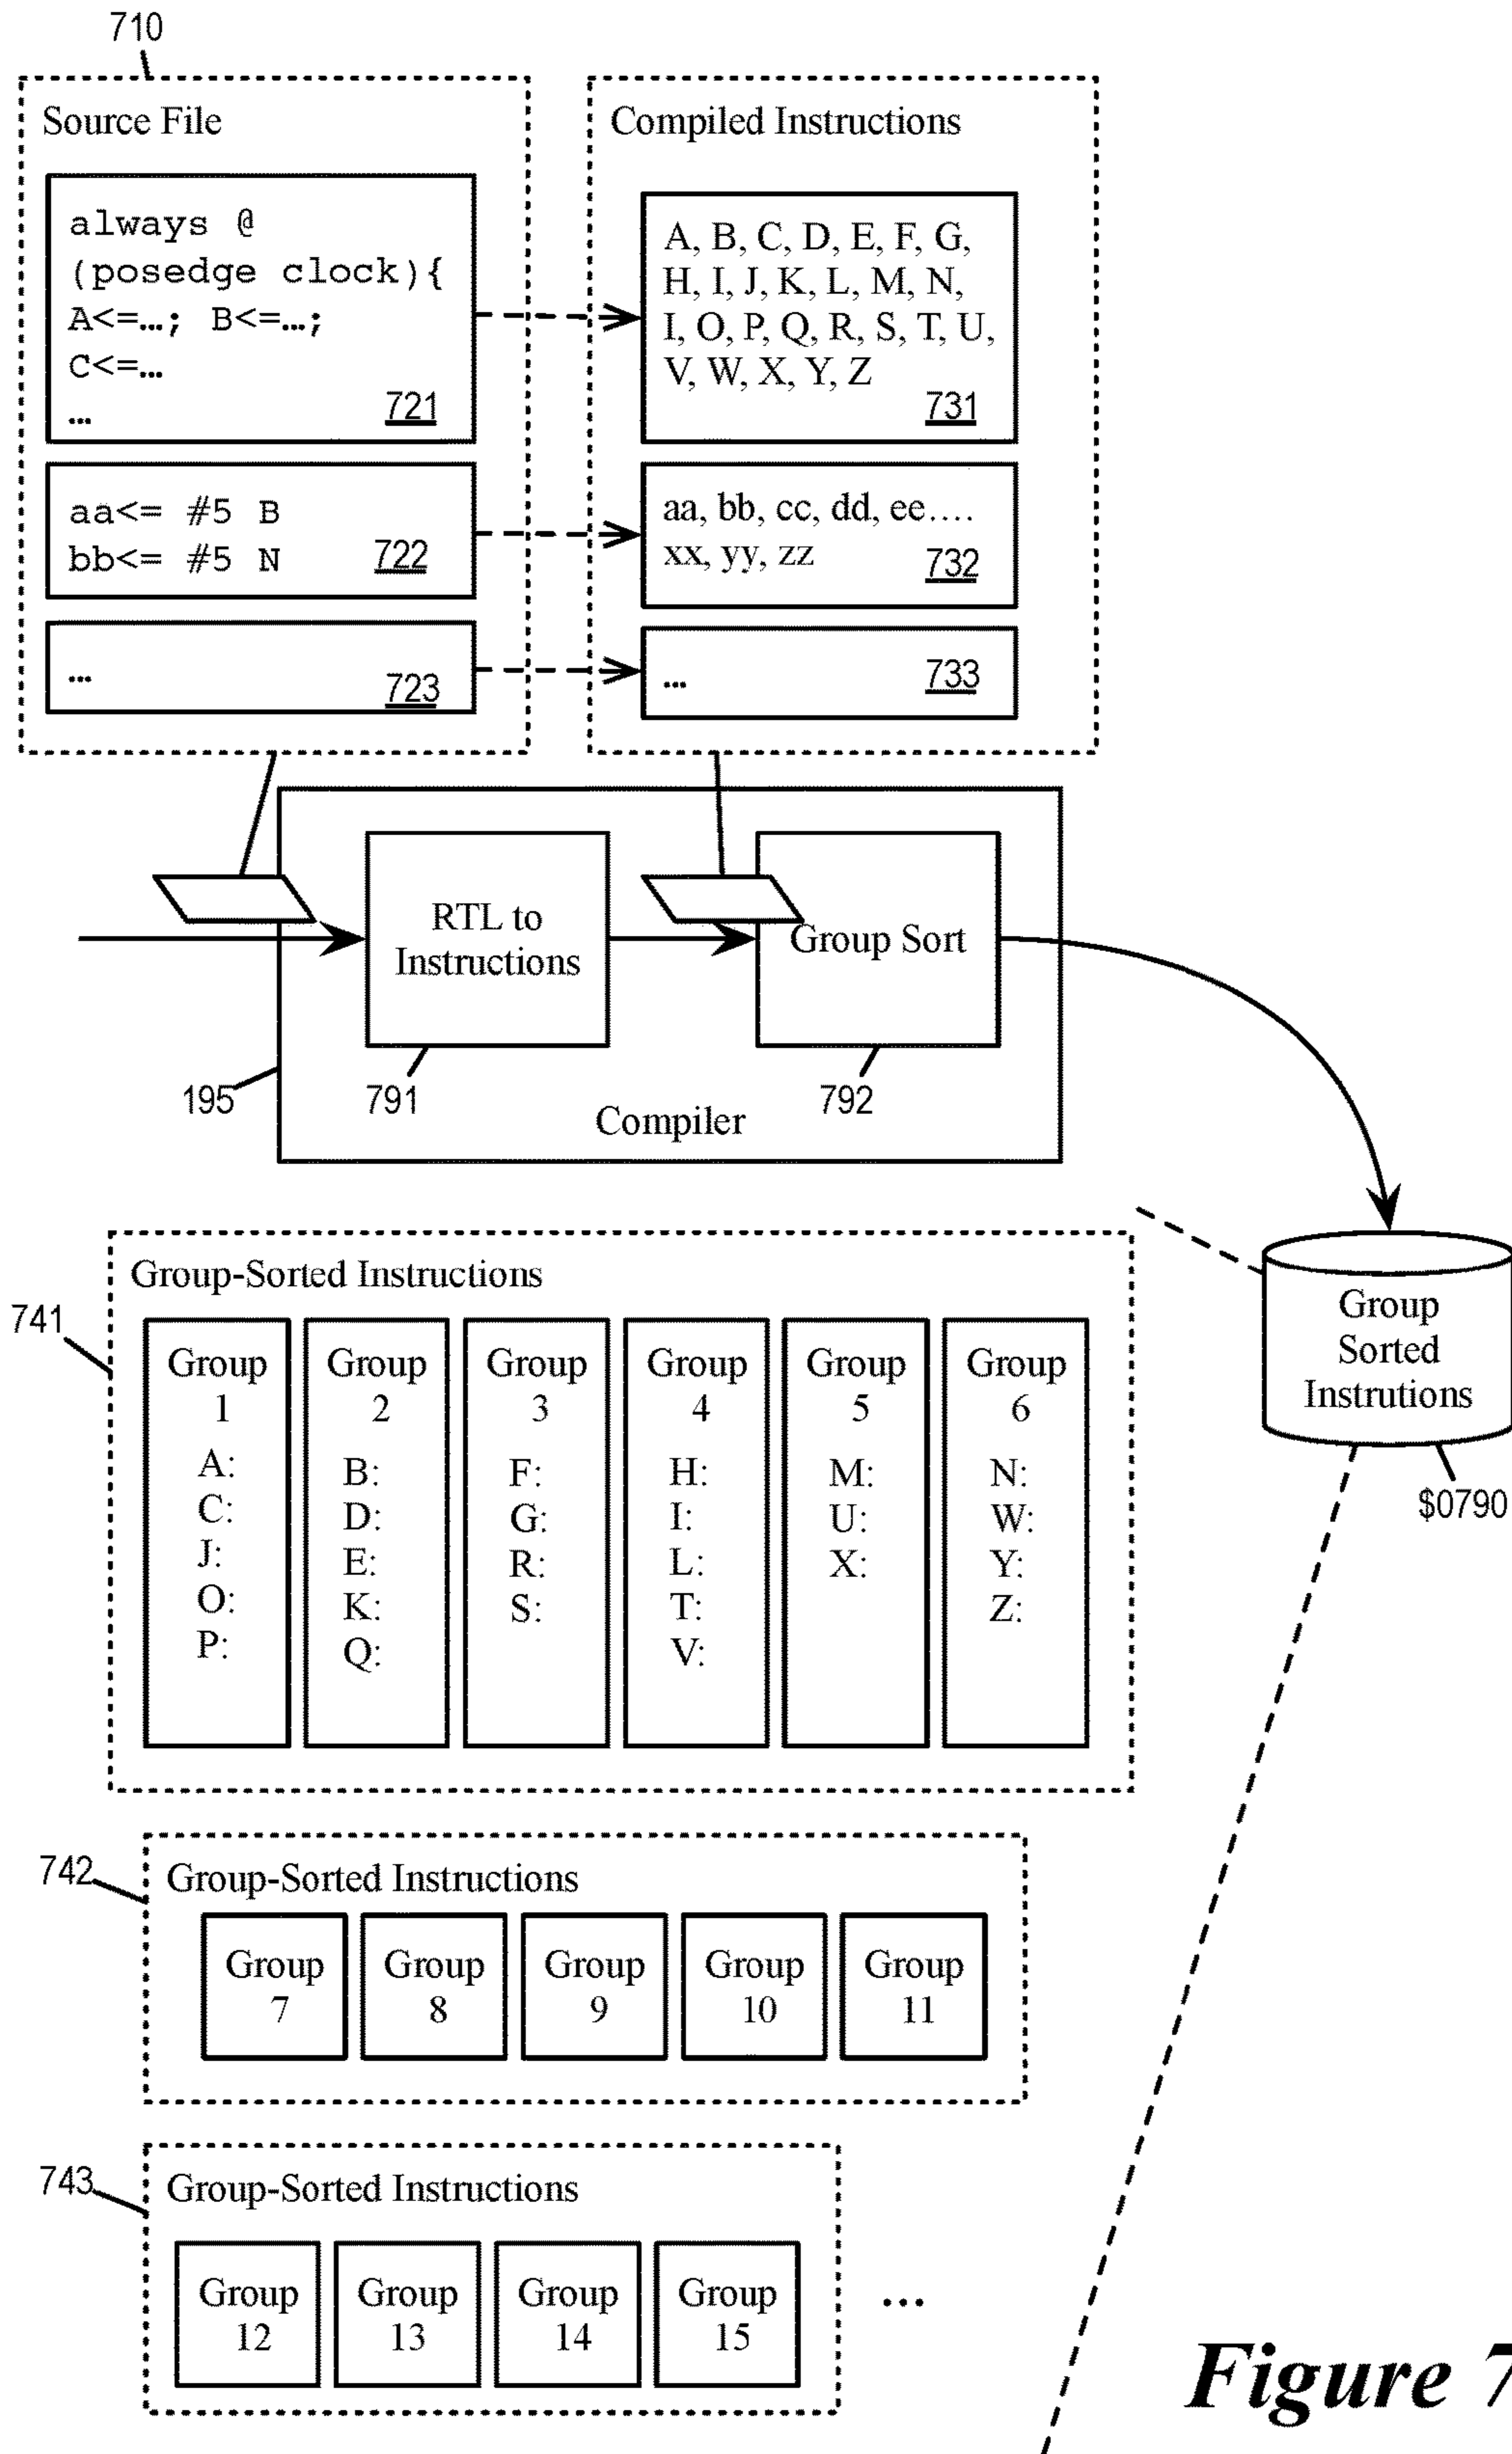 710
Source File
always @
(posedge clock){
A<=…; B<=…;
C<=…
…
721
aa<= #5 B
bb<= #5 N
722
…
723
Compiled Instructions
A, B, C, D, E, F, G,
H, I, J, K, L, M, N,
I, O, P, Q, R, S, T, U,
V, W, X, Y, Z
731
aa, bb, cc, dd, ee….
xx, yy, zz
732
…
733
RTL to
Instructions
Group Sort
195
791
792
Compiler
Group
Sorted
Instrutions
$0790
741
Group-Sorted Instructions
Group
1
A:
C:
J:
O:
P:
Group
2
B:
D:
E:
K:
Q:
Group
3
F:
G:
R:
S:
Group
4
H:
I:
L:
T:
V:
Group
5
M:
U:
X:
Group
6
N:
W:
Y:
Z:
742
Group-Sorted Instructions
Group
7
Group
8
Group
9
Group
10
Group
11
743
Group-Sorted Instructions
Group
12
Group
13
Group
14
Group
15
…
Figure 7